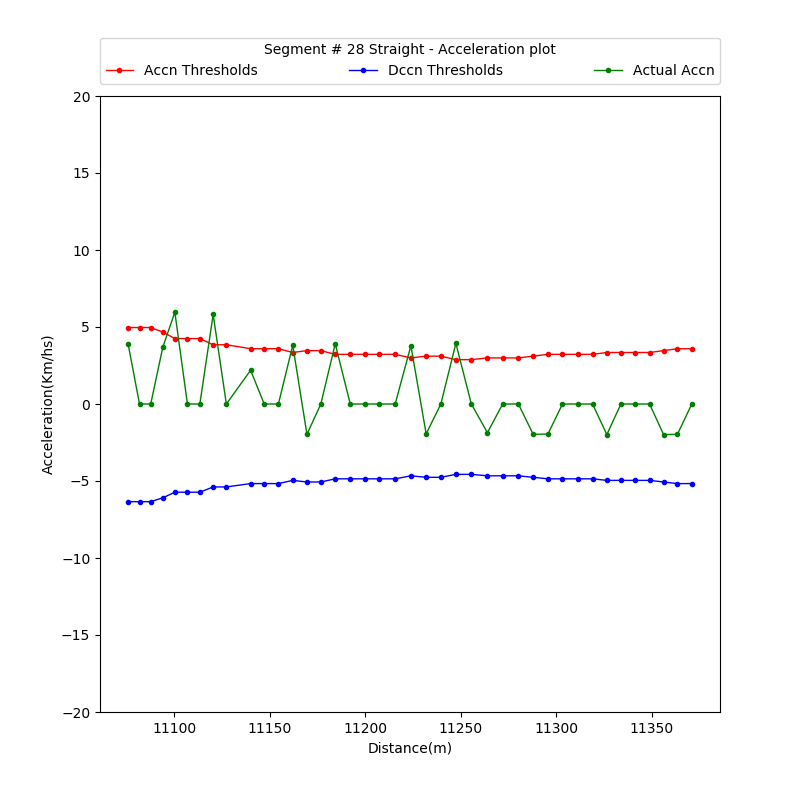 Segment # 28 Straight - Acceleration plot
Accn Thresholds Dccn Thresholds Actual Accn
20
15
10
5
0
−5
−10
−15
−20
Acceleration(Km/hs)
11100 11150 11200 11250 11300 11350
Distance(m)